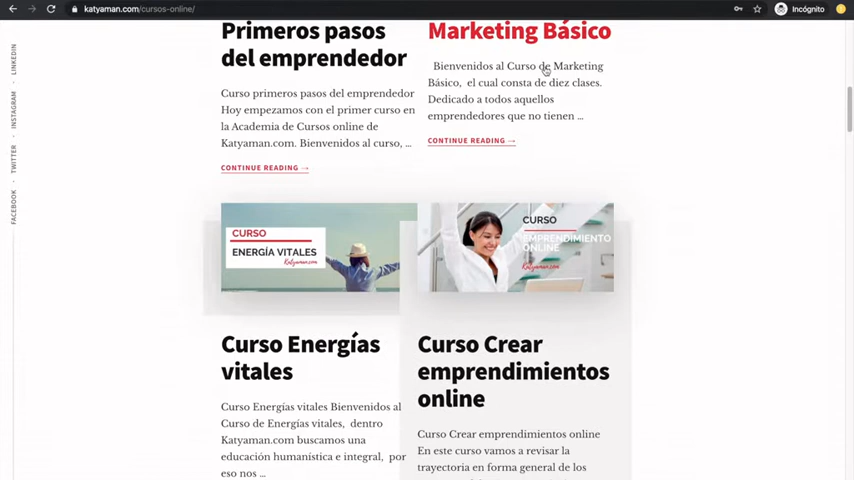 katyaman.com/cursos-online/
Incógnito
LINKEDIN
INSTAGRAM
TWITTER
FACEBOOK
Primeros pasos
del emprendedor
Curso primeros pasos del emprendedor
Hoy empezamos con el primer curso en
la Academia de Cursos online de
Katyaman.com. Bienvenidos al curso, ...
CONTINUE READING →
Marketing Básico
Bienvenidos al Curso de Marketing
Básico, el cual consta de diez clases.
Dedicado a todos aquellos
emprendedores que no tienen ...
CONTINUE READING →
CURSO
ENERGÍA VITALES
Katyaman.com
CURSO
EMPRENDIMIENTO
ONLINE
Katyaman.com
Curso Energías
vitales
Curso Energías vitales Bienvenidos al
Curso de Energías vitales, dentro
Katyaman.com buscamos una
educación humanística e integral, por
eso nos ...
Curso Crear
emprendimientos
online
Curso Crear emprendimientos online
En este curso vamos a revisar la
trayectoria en forma general de los